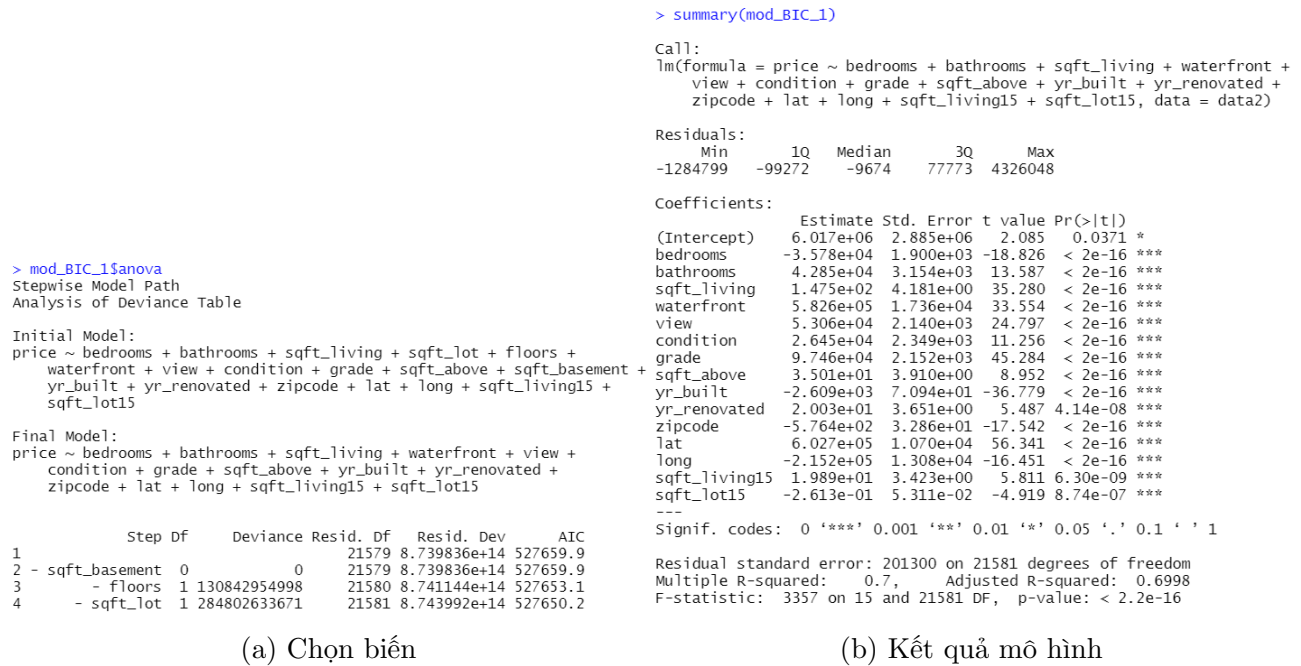 > mod_BIC_1$anova
Stepwise Model Path
Analysis of Deviance Table
Initial Model:
price ~ bedrooms + bathrooms + sqft_living + sqft_lot + floors +
waterfront + view + condition + grade + sqft_above + sqft_basement +
yr_built + yr_renovated + zipcode + lat + long + sqft_living15 +
sqft_lot15
Final Model:
price ~ bedrooms + bathrooms + sqft_living + waterfront + view +
condition + grade + sqft_above + yr_built + yr_renovated +
zipcode + lat + long + sqft_living15 + sqft_lot15
Step Df Deviance Resid. Df Resid. Dev AIC
1 21579 8.739836e+14 527659.9
2 - sqft_basement 0 0 21579 8.739836e+14 527659.9
3 - floors 1 130842954998 21580 8.741144e+14 527653.1
4 - sqft_lot 1 284802633671 21581 8.743992e+14 527650.2
(a) Chọn biến
> summary(mod_BIC_1)
Call:
lm(formula = price ~ bedrooms + bathrooms + sqft_living + waterfront +
view + condition + grade + sqft_above + yr_built + yr_renovated +
zipcode + lat + long + sqft_living15 + sqft_lot15, data = data2)
Residuals:
Min 1Q Median 3Q Max
-1284799 -99272 -9674 77773 4326048
Coefficients:
Estimate Std. Error t value Pr(>|t|)
(Intercept) 6.017e+06 2.885e+06 2.085 0.0371 *
bedrooms -3.578e+04 1.900e+03 -18.826 < 2e-16 ***
bathrooms 4.285e+04 3.154e+03 13.587 < 2e-16 ***
sqft_living 1.475e+02 4.181e+00 35.280 < 2e-16 ***
waterfront 5.826e+05 1.736e+04 33.554 < 2e-16 ***
view 5.306e+04 2.140e+03 24.797 < 2e-16 ***
condition 2.645e+04 2.349e+03 11.256 < 2e-16 ***
grade 9.746e+04 2.152e+03 45.284 < 2e-16 ***
sqft_above 3.501e+01 3.910e+00 8.952 < 2e-16 ***
yr_built -2.609e+03 7.094e+01 -36.779 < 2e-16 ***
yr_renovated 2.003e+01 3.651e+00 5.487 4.14e-08 ***
zipcode -5.764e+02 3.286e+01 -17.542 < 2e-16 ***
lat 6.027e+05 1.070e+04 56.341 < 2e-16 ***
long -2.152e+05 1.308e+04 -16.451 < 2e-16 ***
sqft_living15 1.989e+01 3.423e+00 5.811 6.30e-09 ***
sqft_lot15 -2.613e-01 5.311e-02 -4.919 8.74e-07 ***
---
Signif. codes: 0 ‘***’ 0.001 ‘**’ 0.01 ‘*’ 0.05 ‘.’ 0.1 ‘ ’ 1
Residual standard error: 201300 on 21581 degrees of freedom
Multiple R-squared: 0.7, Adjusted R-squared: 0.6998
F-statistic: 3357 on 15 and 21581 DF, p-value: < 2.2e-16
(b) Kết quả mô hình